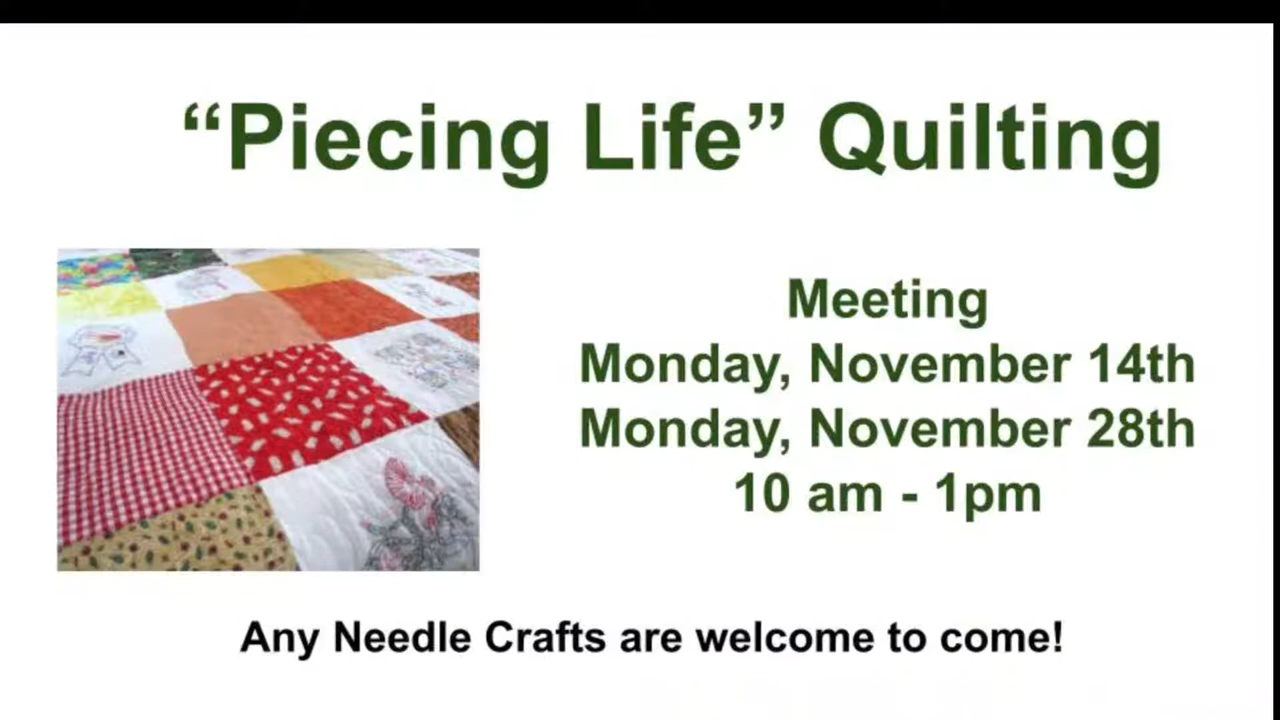 “Piecing Life” Quilting
Meeting
Monday, November 14th
Monday, November 28th
10 am - 1pm
Any Needle Crafts are welcome to come!